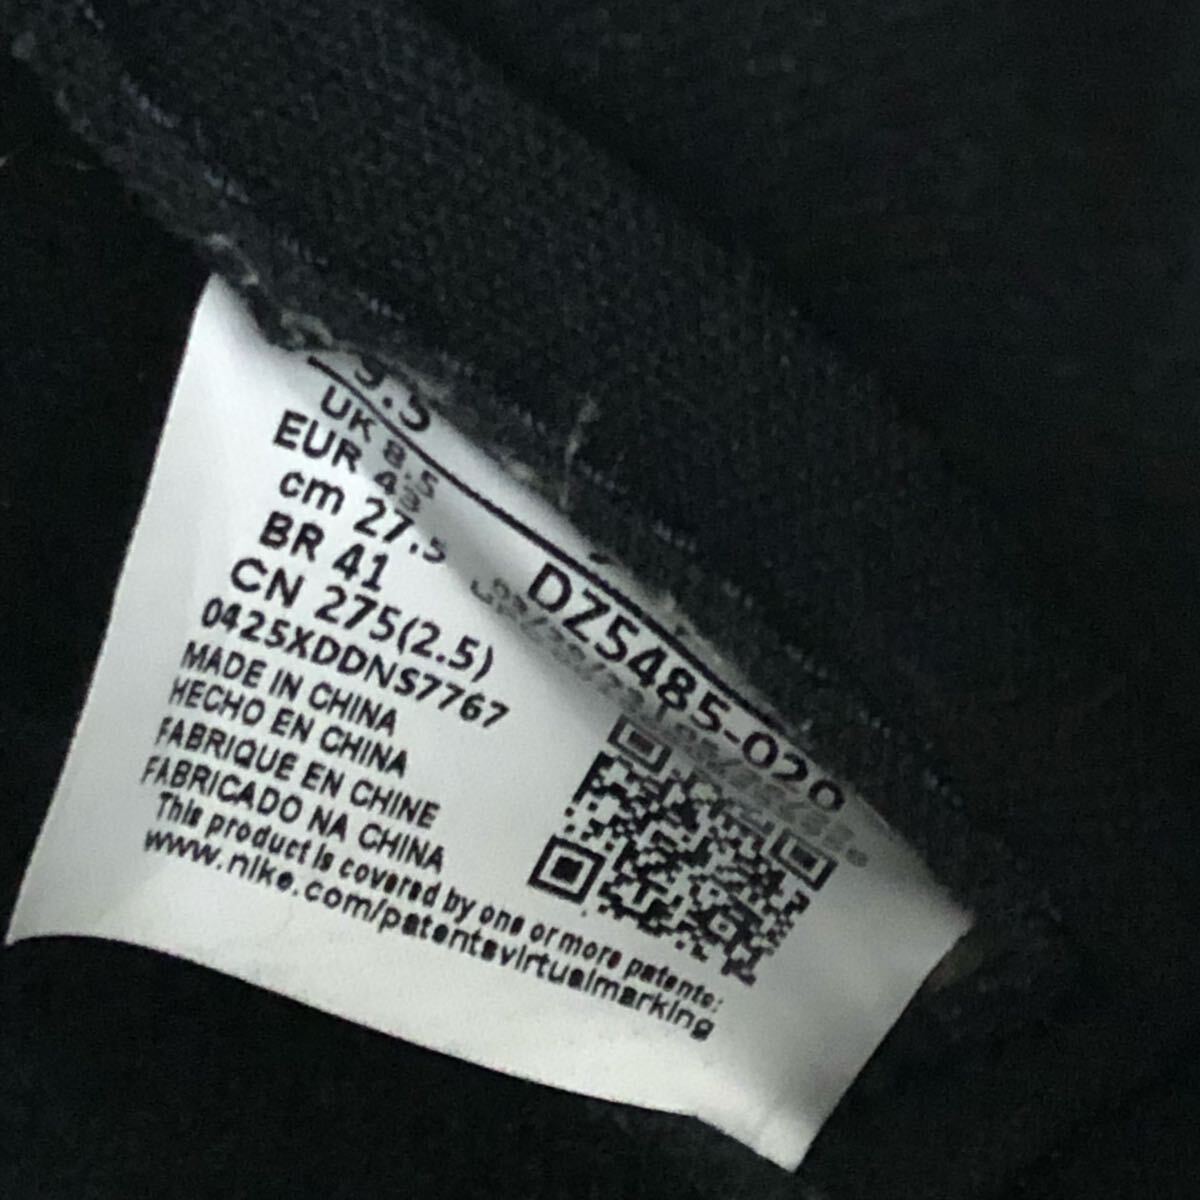 9.5
UK 8.5
EUR 43
cm 27.5
BR 41
CN 275(2.5)
0425XDDNS7767
MADE IN CHINA
HECHO EN CHINA
FABRIQUE EN CHINE
FABRICADO NA CHINA
This product is covered by one or more patents:
www.nike.com/patentsvirtualmarking
DZ5485-020